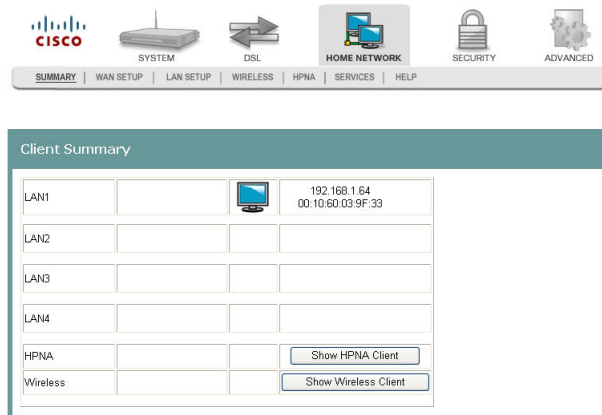 CISCO
SYSTEM DSL HOME NETWORK SECURITY ADVANCED
SUMMARY | WAN SETUP | LAN SETUP | WIRELESS | HPNA | SERVICES | HELP
Client Summary
LAN1 192.168.1.64
00:10:60:03:9F:33
LAN2
LAN3
LAN4
HPNA Show HPNA Client
Wireless Show Wireless Client